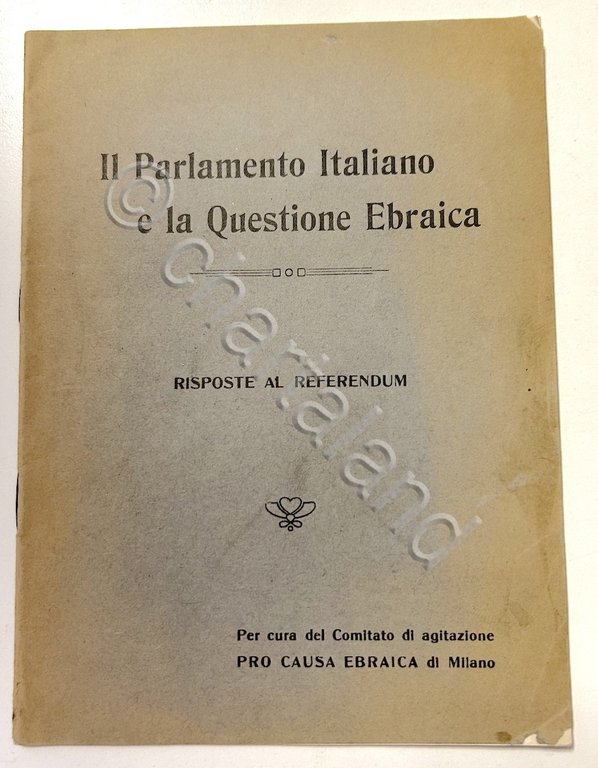 Il Parlamento Italiano
e la Questione Ebraica
RISPOSTE AL REFERENDUM
Per cura del Comitato di agitazione
PRO CAUSA EBRAICA di Milano
© chartaland